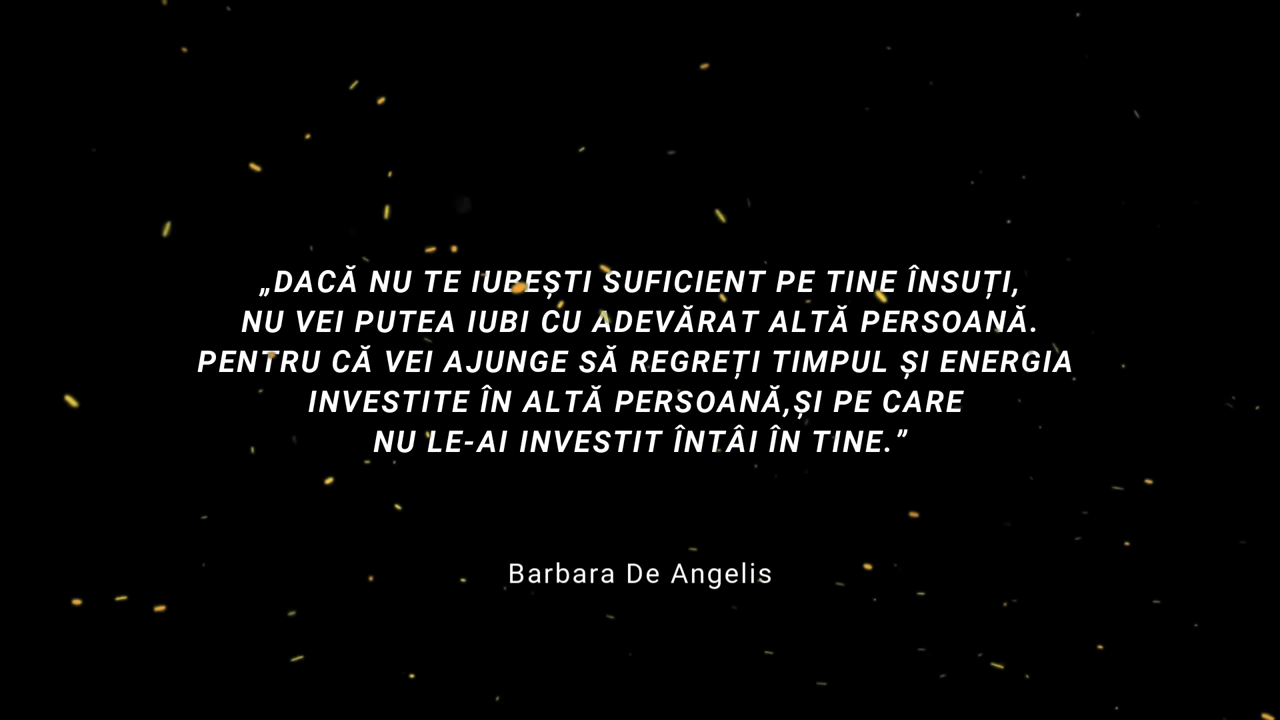 „DACĂ NU TE IUBEȘTI SUFICIENT PE TINE ÎNSUȚI,
NU VEI PUTEA IUBI CU ADEVĂRAT ALTĂ PERSOANĂ.
PENTRU CĂ VEI AJUNGE SĂ REGREȚI TIMPUL ȘI ENERGIA
INVESTITE ÎN ALTĂ PERSOANĂ,ȘI PE CARE
NU LE-AI INVESTIT ÎNTÂI ÎN TINE.”
Barbara De Angelis